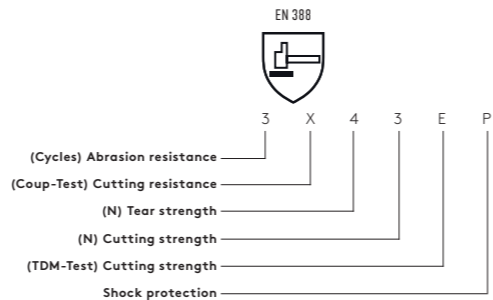 EN 388
3 X 4 3 E P
(Cycles) Abrasion resistance
(Coup-Test) Cutting resistance
(N) Tear strength
(N) Cutting strength
(TDM-Test) Cutting strength
Shock protection